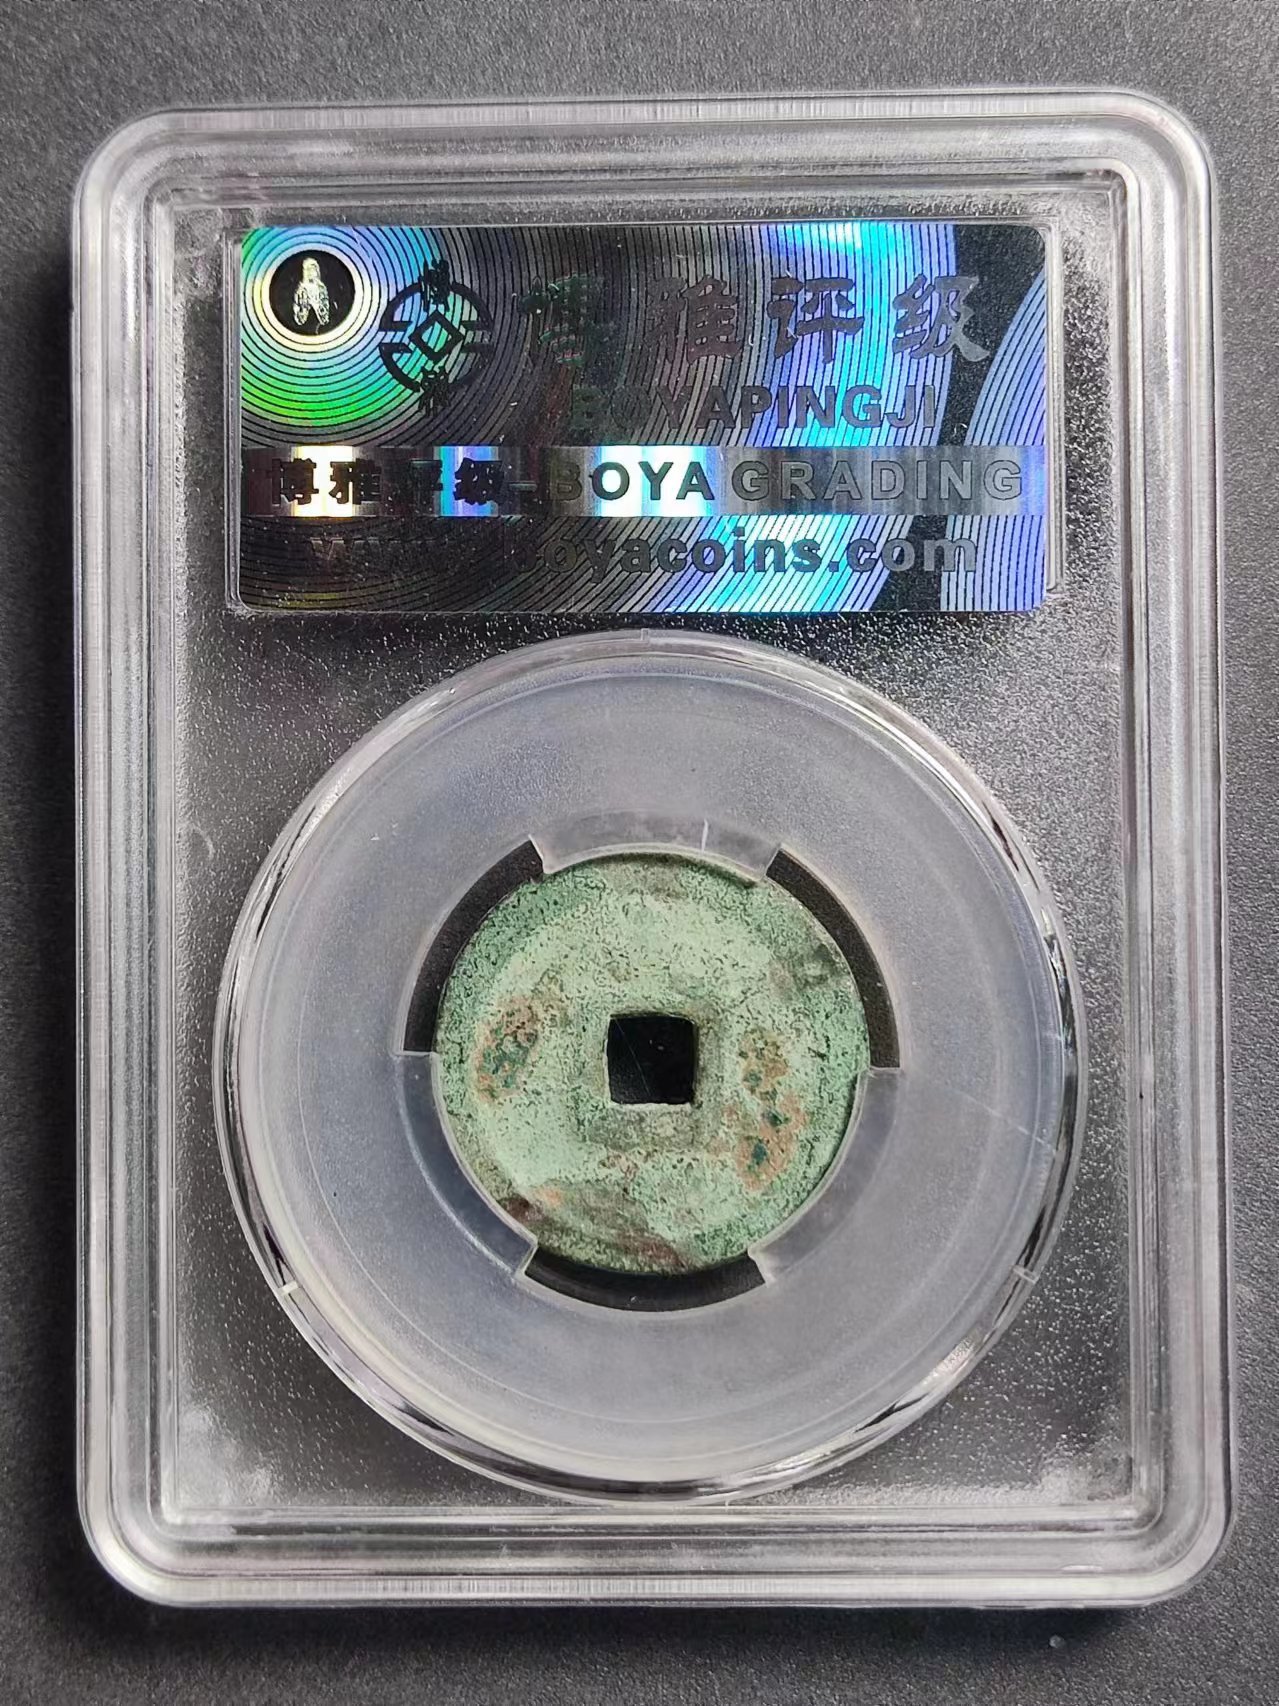 博雅评级
BOYAPINGJI
博雅评级-BOYA GRADING
www.boyacoins.com